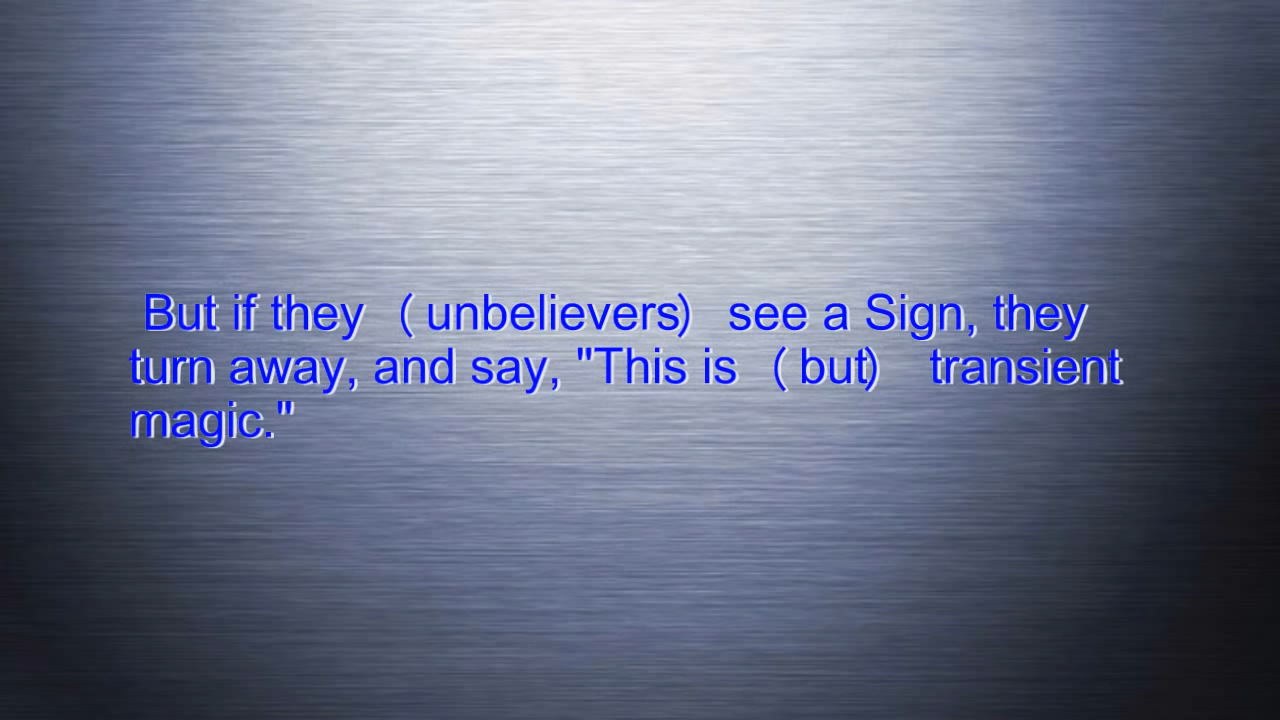 But if they ( unbelievers) see a Sign, they
turn away, and say, "This is ( but) transient
magic."